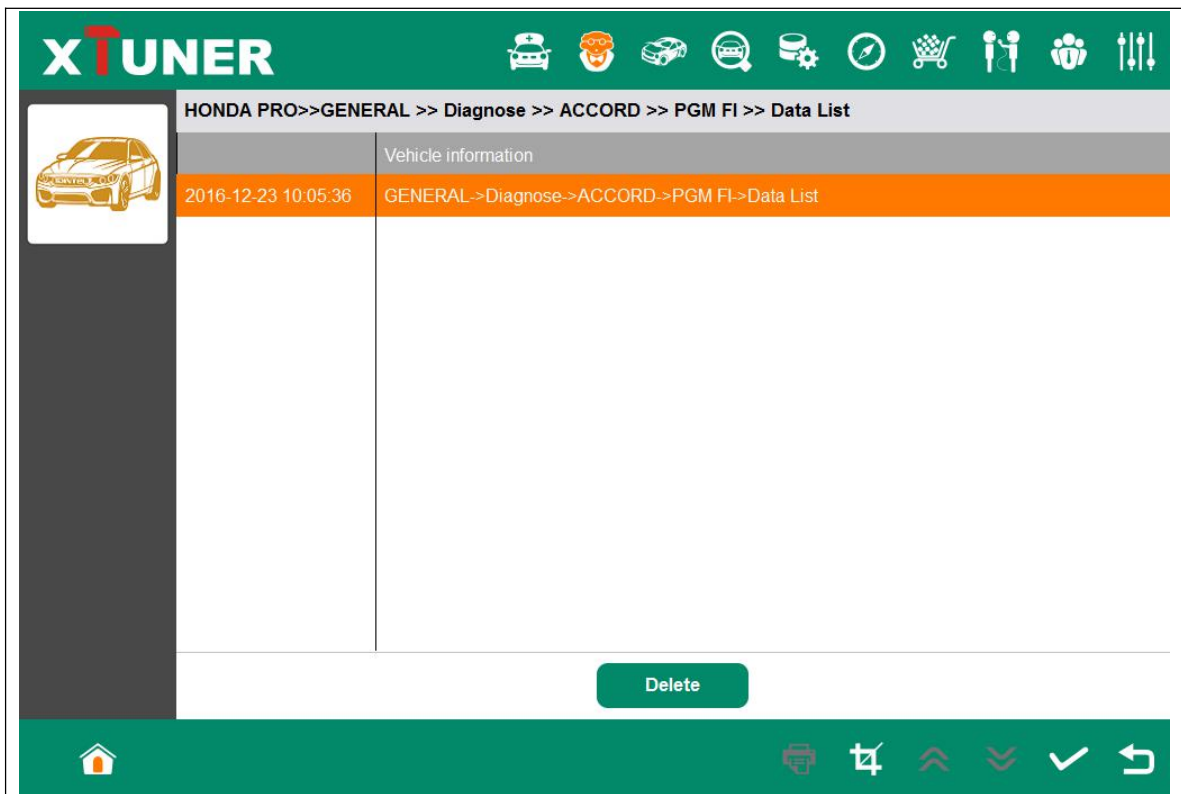 XTUNER
HONDA PRO>>GENERAL >> Diagnose >> ACCORD >> PGM FI >> Data List
Vehicle information
2016-12-23 10:05:36 GENERAL->Diagnose->ACCORD->PGM FI->Data List
Delete